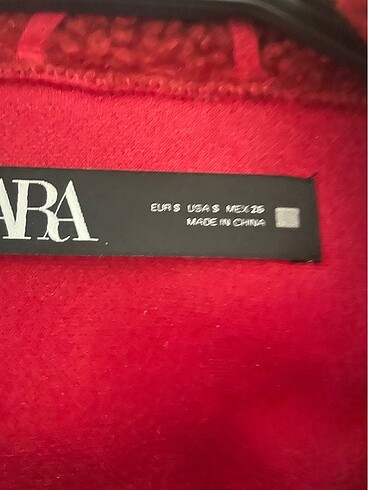 ARA
EUR S USA S MEX 26
MADE IN CHINA